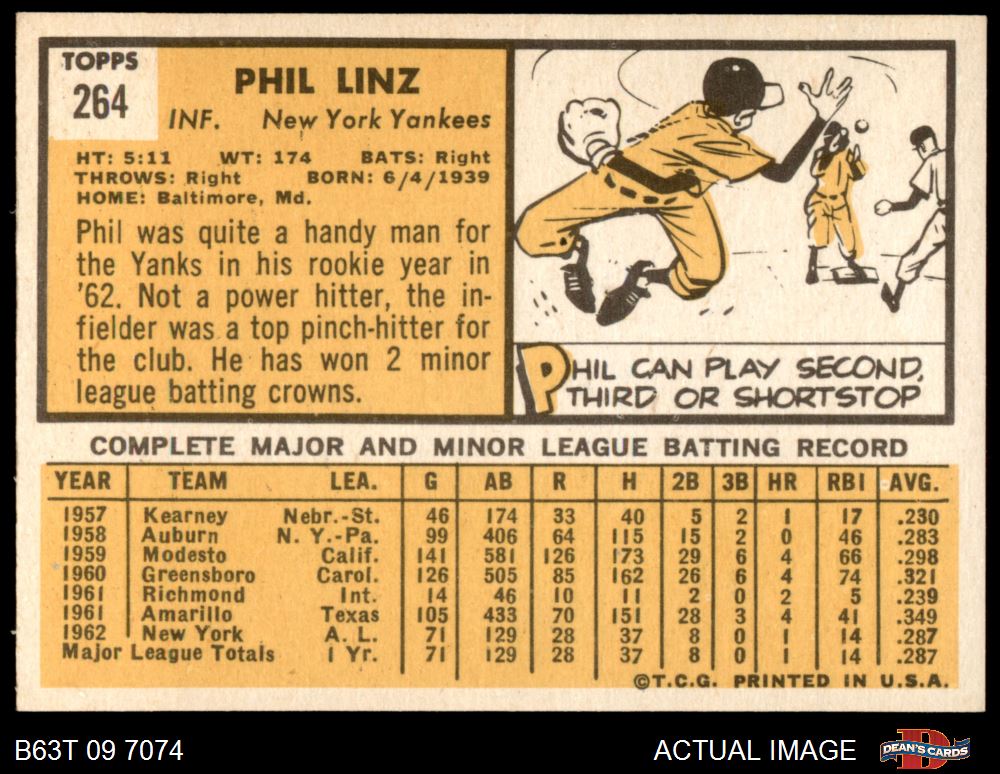 TOPPS
264
PHIL LINZ
INF. New York Yankees
HT: 5:11 WT: 174 BATS: Right
THROWS: Right BORN: 6/4/1939
HOME: Baltimore, Md.
Phil was quite a handy man for
the Yanks in his rookie year in
'62. Not a power hitter, the in-
fielder was a top pinch-hitter for
the club. He has won 2 minor
league batting crowns.
PHIL CAN PLAY SECOND,
THIRD OR SHORTSTOP
COMPLETE MAJOR AND MINOR LEAGUE BATTING RECORD
YEAR TEAM LEA. G AB R H 2B 3B HR RBI AVG.
1957 Kearney Nebr.-St. 46 174 33 40 5 2 1 17 .230
1958 Auburn N. Y.-Pa. 99 406 64 115 15 2 0 46 .283
1959 Modesto Calif. 141 581 126 173 29 6 4 66 .298
1960 Greensboro Carol. 126 505 85 162 26 6 4 74 .321
1961 Richmond Int. 14 46 10 11 2 0 2 5 .239
1961 Amarillo Texas 105 433 70 151 28 3 4 41 .349
1962 New York A. L. 71 129 28 37 8 0 1 14 .287
Major League Totals 1 Yr. 71 129 28 37 8 0 1 14 .287
©T.C.G. PRINTED IN U.S.A.
B63T 09 7074 ACTUAL IMAGE DEAN'S CARDS